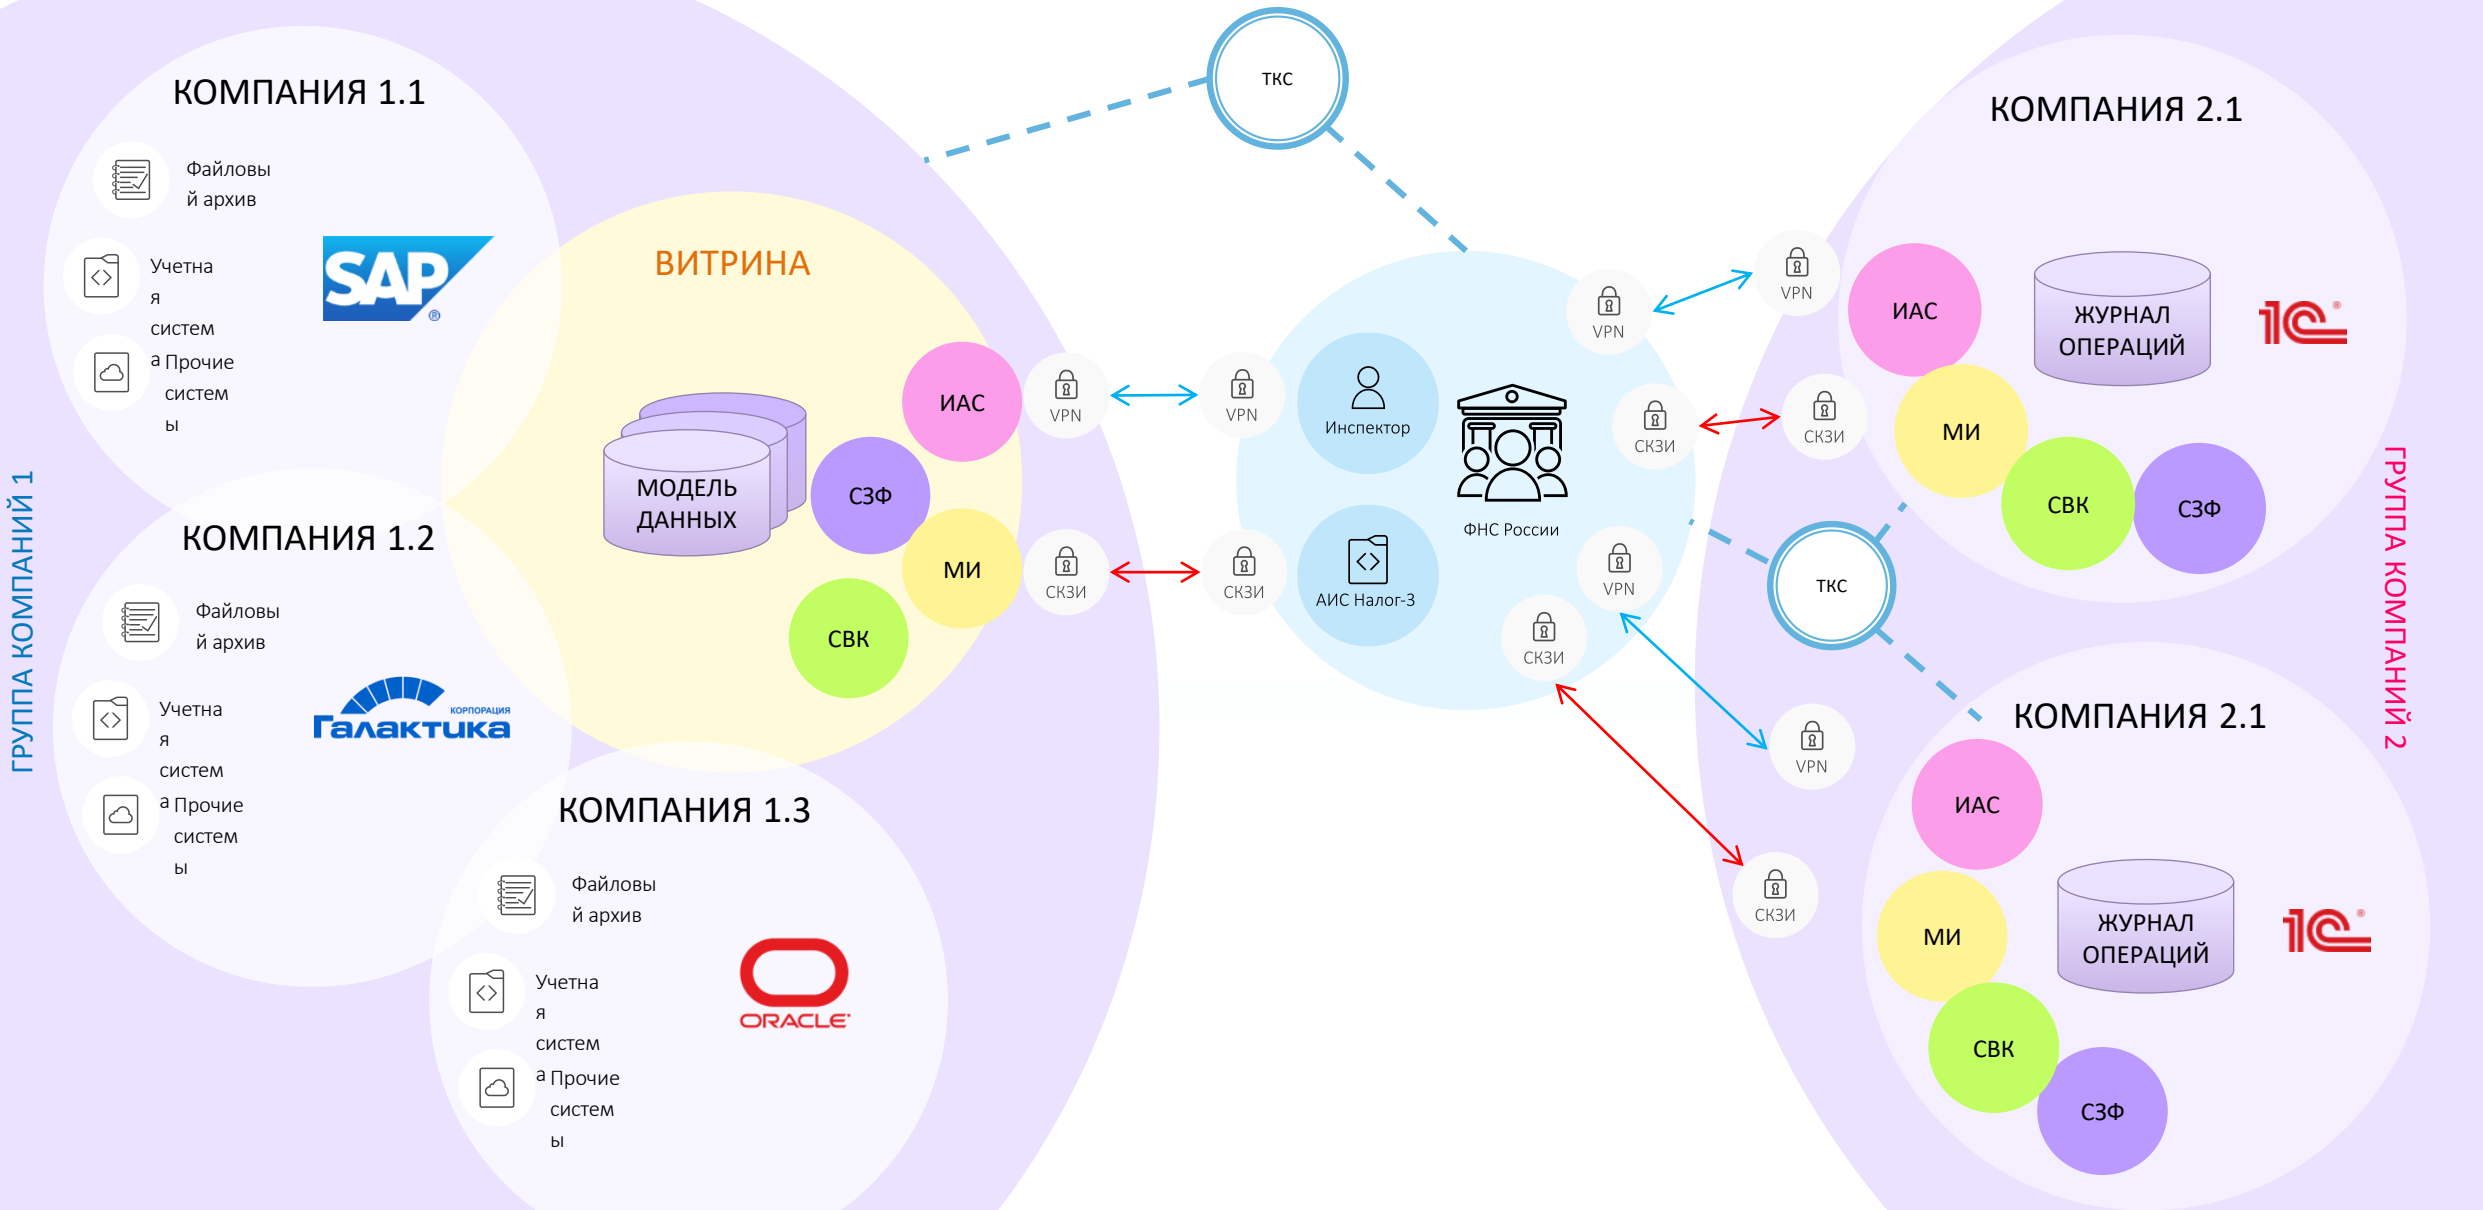 ГРУППА КОМПАНИЙ 1
КОМПАНИЯ 1.1
Файловы
й архив
Учетна
я
систем
а
Прочие
систем
ы
SAP
®
КОМПАНИЯ 1.2
Файловы
й архив
Учетна
я
систем
а
Прочие
систем
ы
КОРПОРАЦИЯ
Галактика
КОМПАНИЯ 1.3
Файловы
й архив
Учетна
я
систем
а
Прочие
систем
ы
ORACLE
ВИТРИНА
МОДЕЛЬ
ДАННЫХ
ИАС
СЗФ
МИ
СВК
VPN
VPN
СКЗИ
СКЗИ
ТКС
Инспектор
АИС Налог-3
ФНС России
VPN
VPN
СКЗИ
СКЗИ
VPN
СКЗИ
VPN
СКЗИ
ТКС
КОМПАНИЯ 2.1
ИАС
МИ
СВК
СЗФ
ЖУРНАЛ
ОПЕРАЦИЙ
1С
®
КОМПАНИЯ 2.1
ИАС
МИ
СВК
СЗФ
ЖУРНАЛ
ОПЕРАЦИЙ
1С
®
ГРУППА КОМПАНИЙ 2